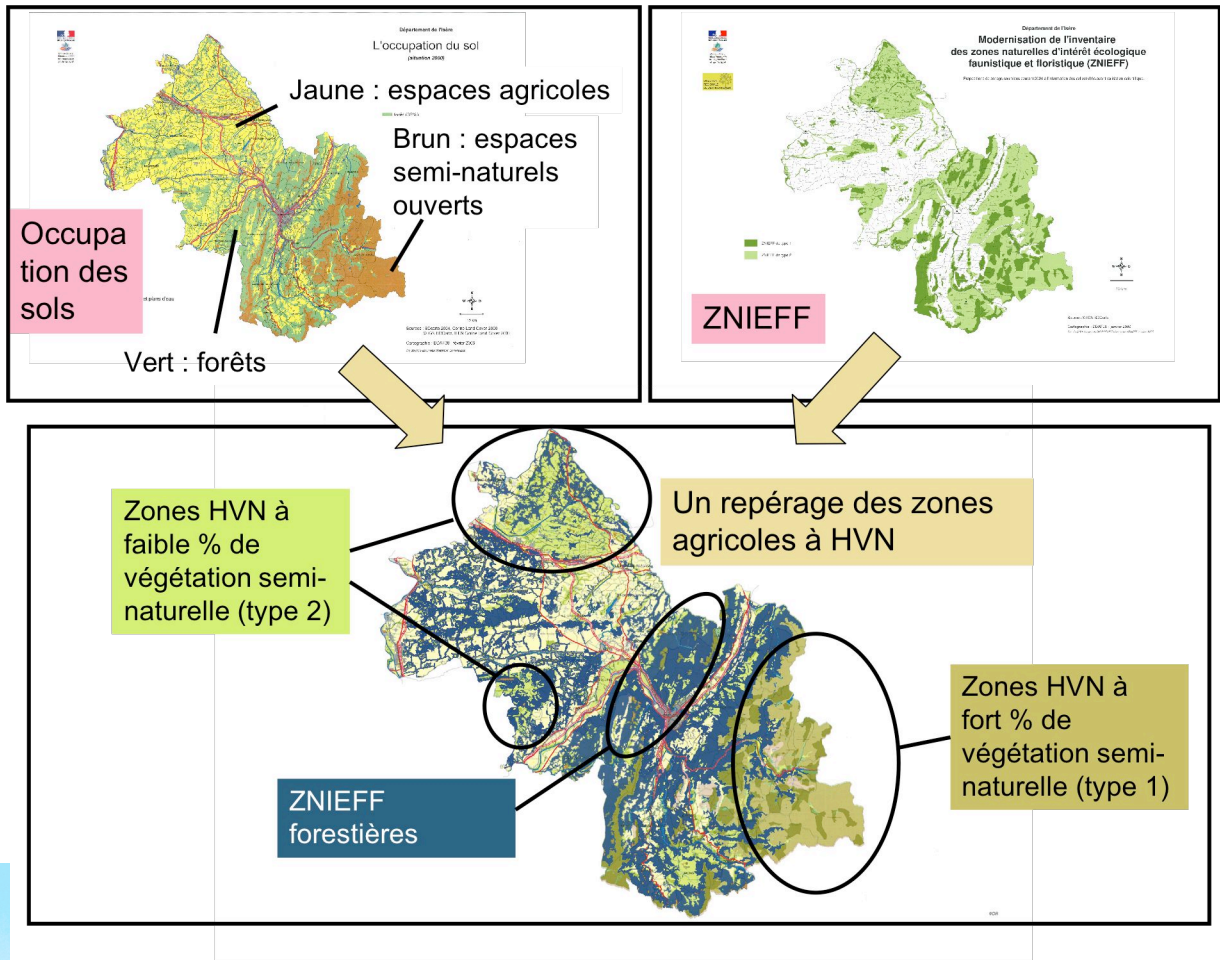 Département de l'Isère
L'occupation du sol
(situation 2000)
Jaune : espaces agricoles
Brun : espaces
semi-naturels
ouverts
Occupa
tion des
sols
Vert : forêts
Département de l'Isère
Modernisation de l'inventaire
des zones naturelles d'intérêt écologique
faunistique et floristique (ZNIEFF)
ZNIEFF
Zones HVN à
faible % de
végétation semi-
naturelle (type 2)
Un repérage des zones
agricoles à HVN
ZNIEFF
forestières
Zones HVN à
fort % de
végétation semi-
naturelle (type 1)